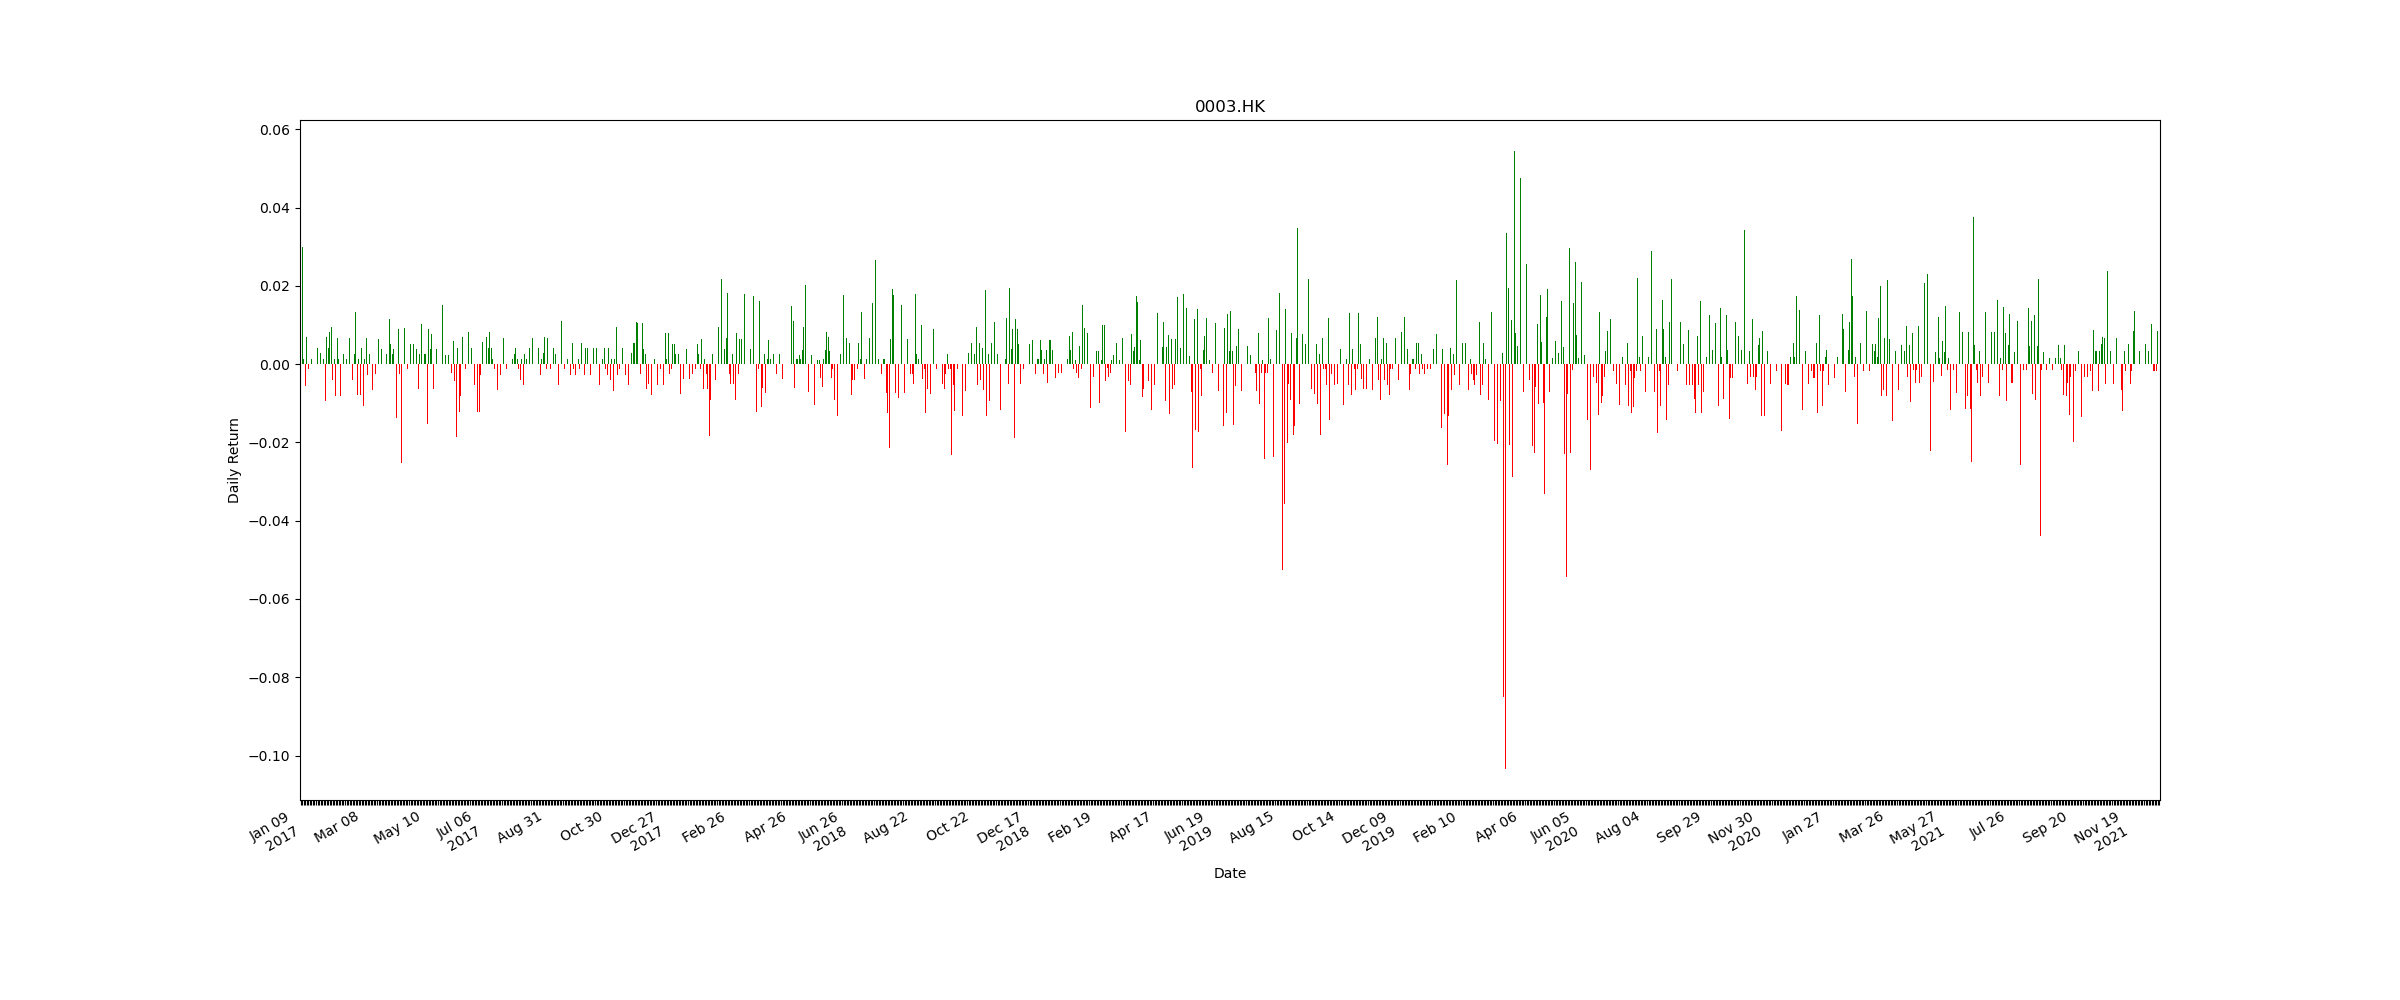 0003.HK
0.06
0.04
0.02
0.00
−0.02
−0.04
−0.06
−0.08
−0.10
Daily Return
Jan 09
2017
Mar 08
May 10
Jul 06
2017
Aug 31
Oct 30
Dec 27
2017
Feb 26
Apr 26
Jun 26
2018
Aug 22
Oct 22
Dec 17
2018
Feb 19
Apr 17
Jun 19
2019
Aug 15
Oct 14
Dec 09
2019
Feb 10
Apr 06
Jun 05
2020
Aug 04
Sep 29
Nov 30
2020
Jan 27
Mar 26
May 27
2021
Jul 26
Sep 20
Nov 19
2021
Date